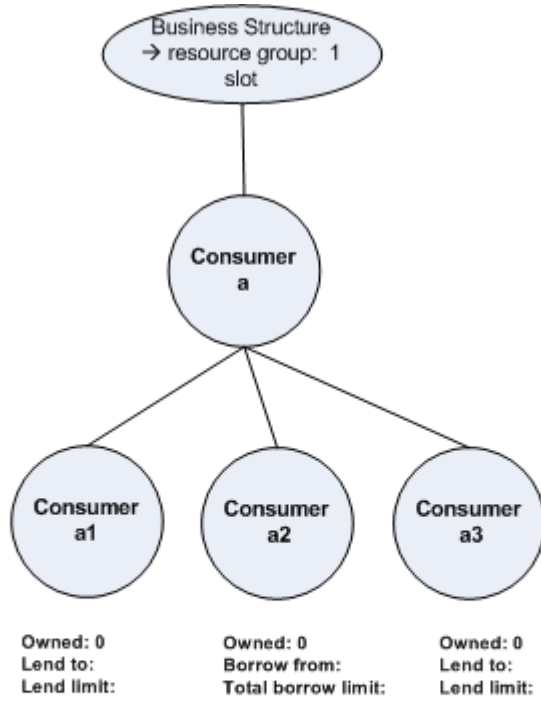 Business Structure
→ resource group: 1
slot
Consumer
a
Consumer
a1
Consumer
a2
Consumer
a3
Owned: 0
Lend to:
Lend limit:
Owned: 0
Borrow from:
Total borrow limit:
Owned: 0
Lend to:
Lend limit: